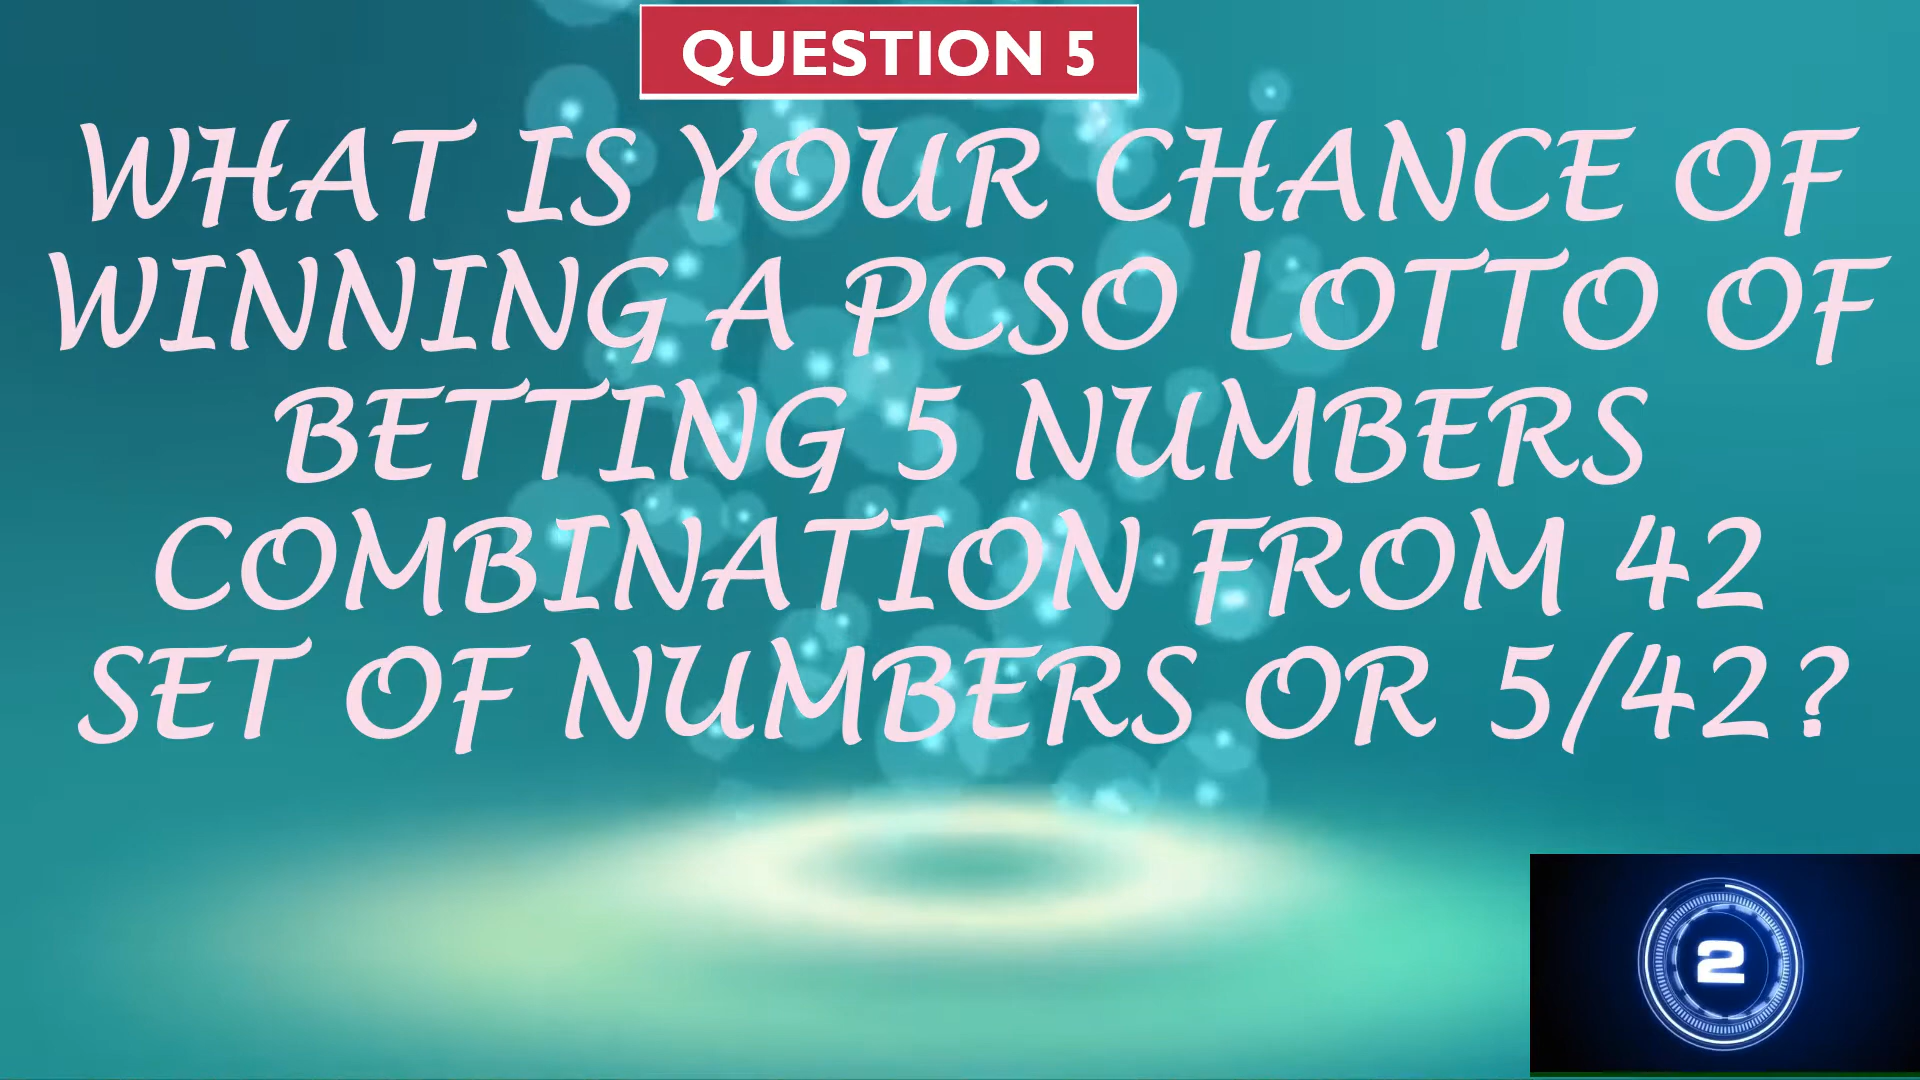 QUESTION 5
WHAT IS YOUR CHANCE OF
WINNING A PCSO LOTTO OF
BETTING 5 NUMBERS
COMBINATION FROM 42
SET OF NUMBERS OR 5/42?
2